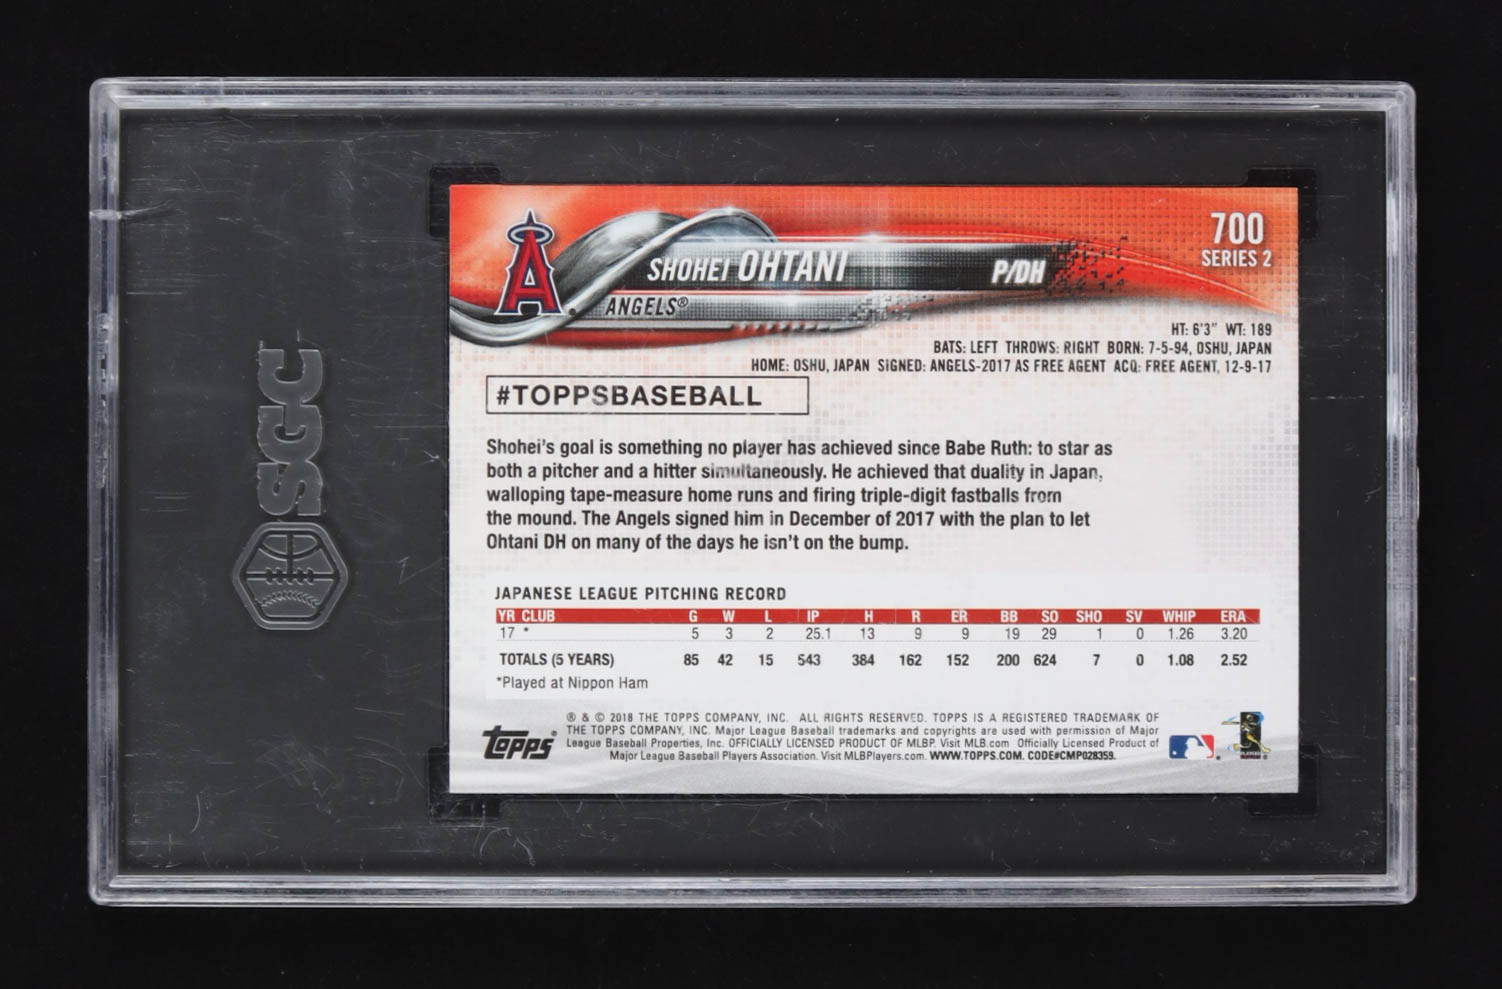 SGC
700
SERIES 2
SHOHEI OHTANI
P/DH
A
ANGELS®
HT: 6'3" WT: 189
BATS: LEFT THROWS: RIGHT BORN: 7-5-94, OSHU, JAPAN
HOME: OSHU, JAPAN SIGNED: ANGELS-2017 AS FREE AGENT ACQ: FREE AGENT, 12-9-17
#TOPPSBASEBALL
Shohei's goal is something no player has achieved since Babe Ruth: to star as
both a pitcher and a hitter simultaneously. He achieved that duality in Japan,
walloping tape-measure home runs and firing triple-digit fastballs from
the mound. The Angels signed him in December of 2017 with the plan to let
Ohtani DH on many of the days he isn't on the bump.
JAPANESE LEAGUE PITCHING RECORD
YR CLUB G W L IP H R ER BB SO SHO SV WHIP ERA
17 * 5 3 2 25.1 13 9 9 19 29 1 0 1.26 3.20
TOTALS (5 YEARS) 85 42 15 543 384 162 152 200 624 7 0 1.08 2.52
*Played at Nippon Ham
topps®
® & © 2018 THE TOPPS COMPANY, INC. ALL RIGHTS RESERVED. TOPPS IS A REGISTERED TRADEMARK OF
THE TOPPS COMPANY, INC. Major League Baseball trademarks and copyrights are used with permission of Major
League Baseball Properties, Inc. OFFICIALLY LICENSED PRODUCT OF MLBP. Visit MLB.com Officially Licensed Product of
Major League Baseball Players Association. Visit MLBPlayers.com. WWW.TOPPS.COM. CODE#CMP028359.